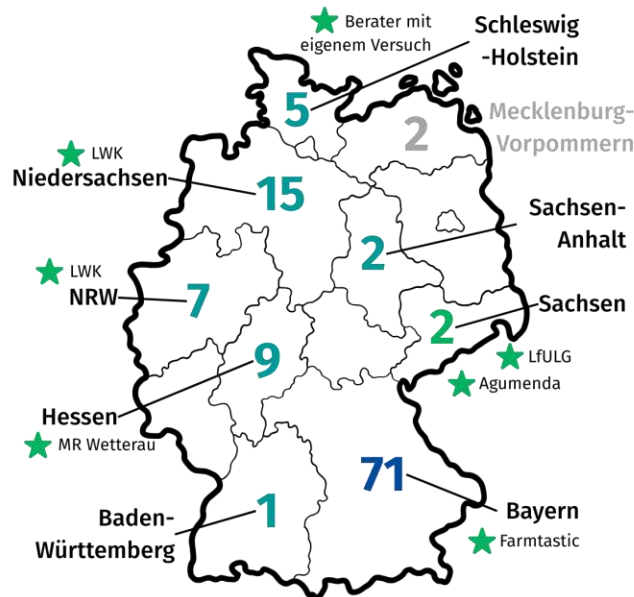 Berater mit
eigenem Versuch
Schleswig
-Holstein
5
Mecklenburg-
Vorpommern
2
LWK
Niedersachsen
15
Sachsen-
Anhalt
2
LWK
NRW
7
Sachsen
2
LfULG
Agumenda
9
Hessen
MR Wetterau
71
Bayern
Farmtastic
1
Baden-
Württemberg